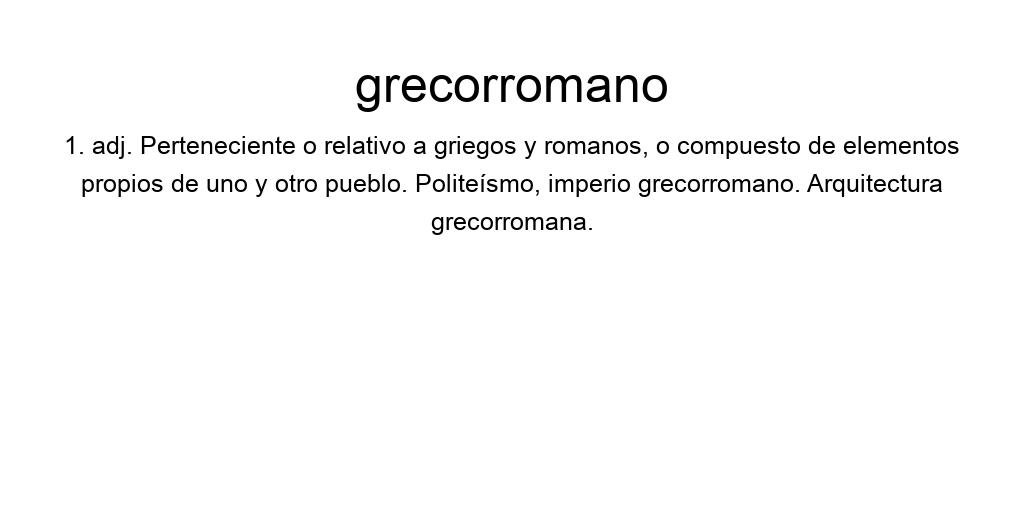 grecorromano
1. adj. Perteneciente o relativo a griegos y romanos, o compuesto de elementos
propios de uno y otro pueblo. Politeísmo, imperio grecorromano. Arquitectura
grecorromana.